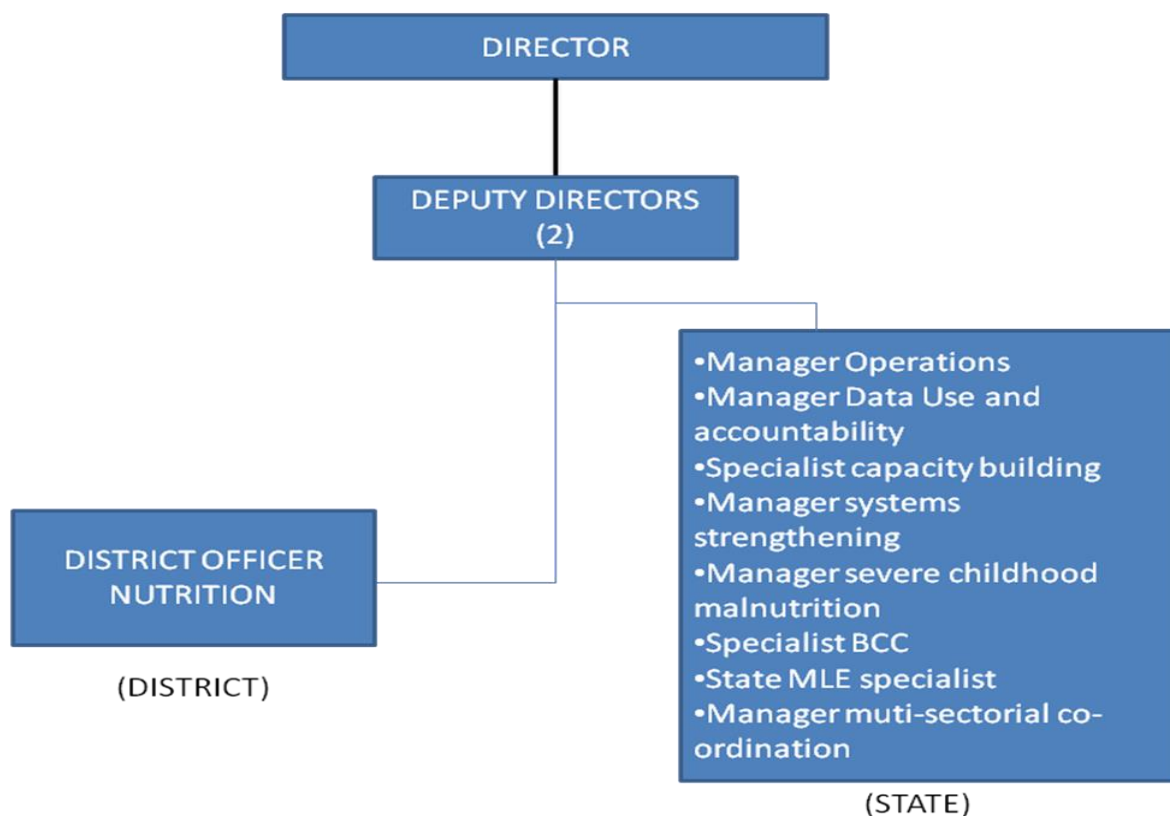 DIRECTOR
DEPUTY DIRECTORS
(2)
•Manager Operations
•Manager Data Use and
accountability
•Specialist capacity building
•Manager systems
strengthening
•Manager severe childhood
malnutrition
•Specialist BCC
•State MLE specialist
•Manager muti-sectorial co-
ordination
(STATE)
DISTRICT OFFICER
NUTRITION
(DISTRICT)